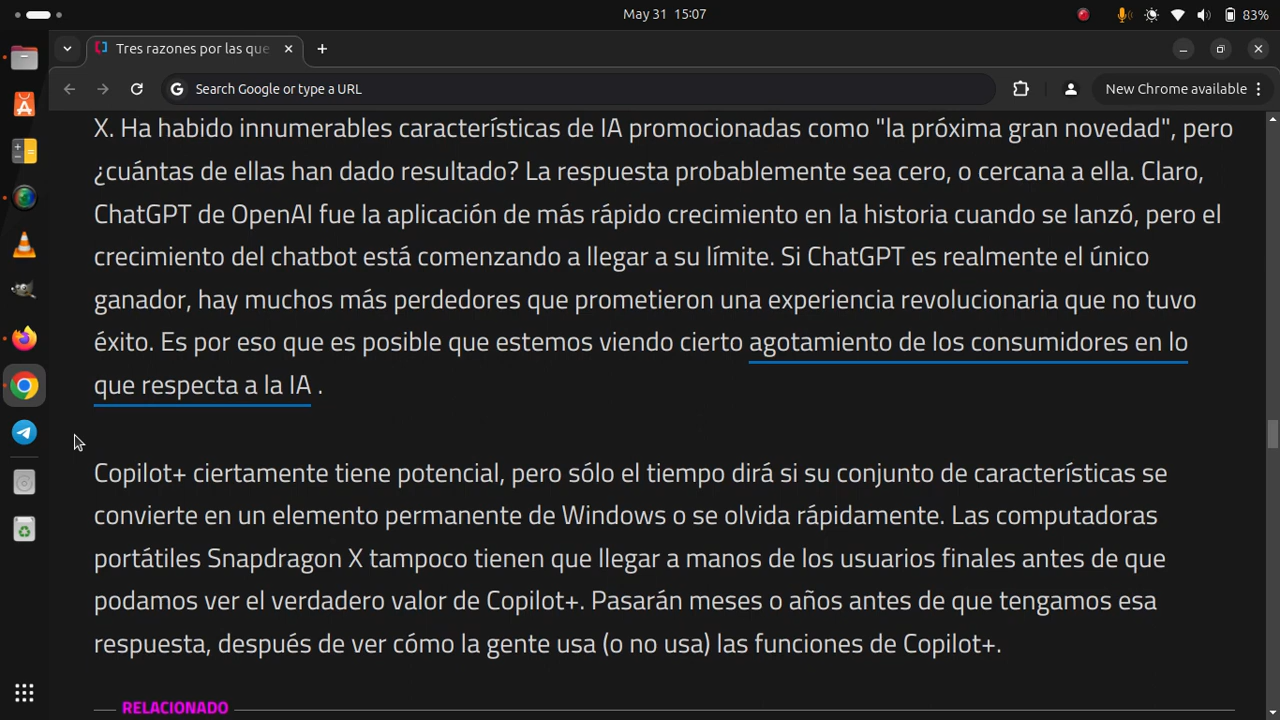 May 31 15:07
83%
Tres razones por las que
Search Google or type a URL
New Chrome available
X. Ha habido innumerables características de IA promocionadas como "la próxima gran novedad", pero
¿cuántas de ellas han dado resultado? La respuesta probablemente sea cero, o cercana a ella. Claro,
ChatGPT de OpenAI fue la aplicación de más rápido crecimiento en la historia cuando se lanzó, pero el
crecimiento del chatbot está comenzando a llegar a su límite. Si ChatGPT es realmente el único
ganador, hay muchos más perdedores que prometieron una experiencia revolucionaria que no tuvo
éxito. Es por eso que es posible que estemos viendo cierto agotamiento de los consumidores en lo
que respecta a la IA .
Copilot+ ciertamente tiene potencial, pero sólo el tiempo dirá si su conjunto de características se
convierte en un elemento permanente de Windows o se olvida rápidamente. Las computadoras
portátiles Snapdragon X tampoco tienen que llegar a manos de los usuarios finales antes de que
podamos ver el verdadero valor de Copilot+. Pasarán meses o años antes de que tengamos esa
respuesta, después de ver cómo la gente usa (o no usa) las funciones de Copilot+.
RELACIONADO